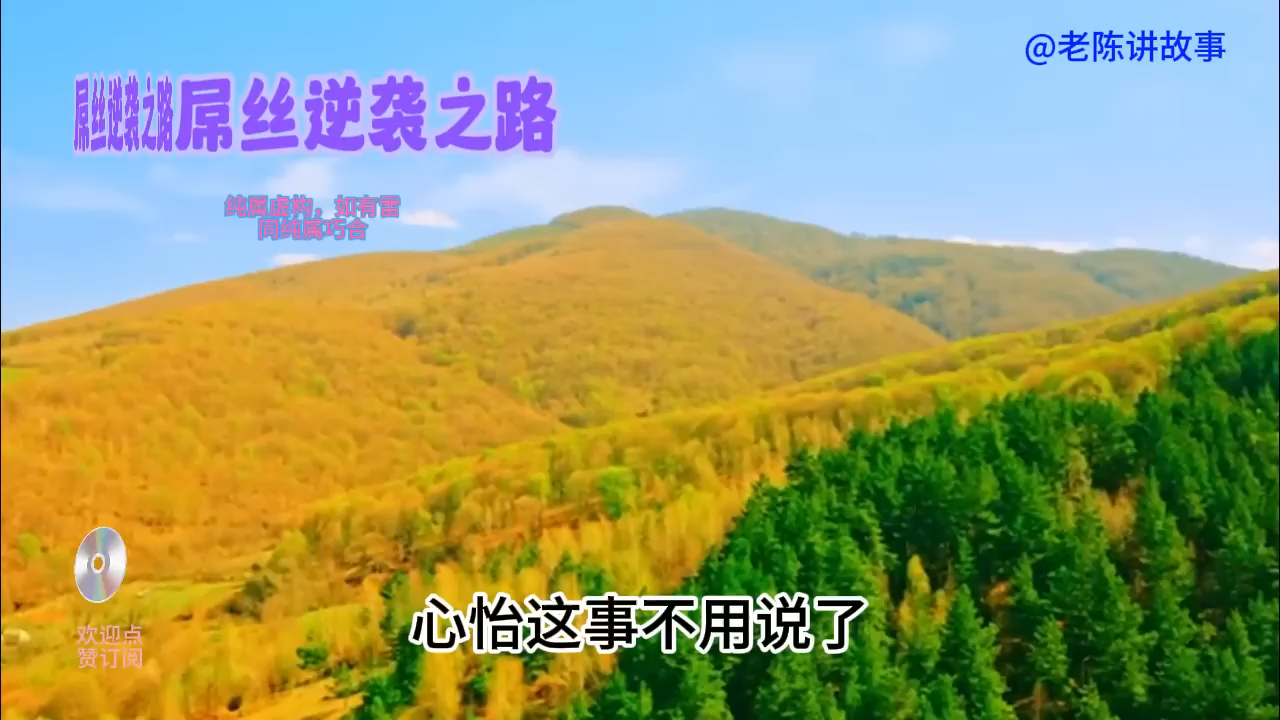 @老陈讲故事
屌丝逆袭之路屌丝逆袭之路
纯属虚构，如有雷
同纯属巧合
欢迎点
赞订阅
心怡这事不用说了